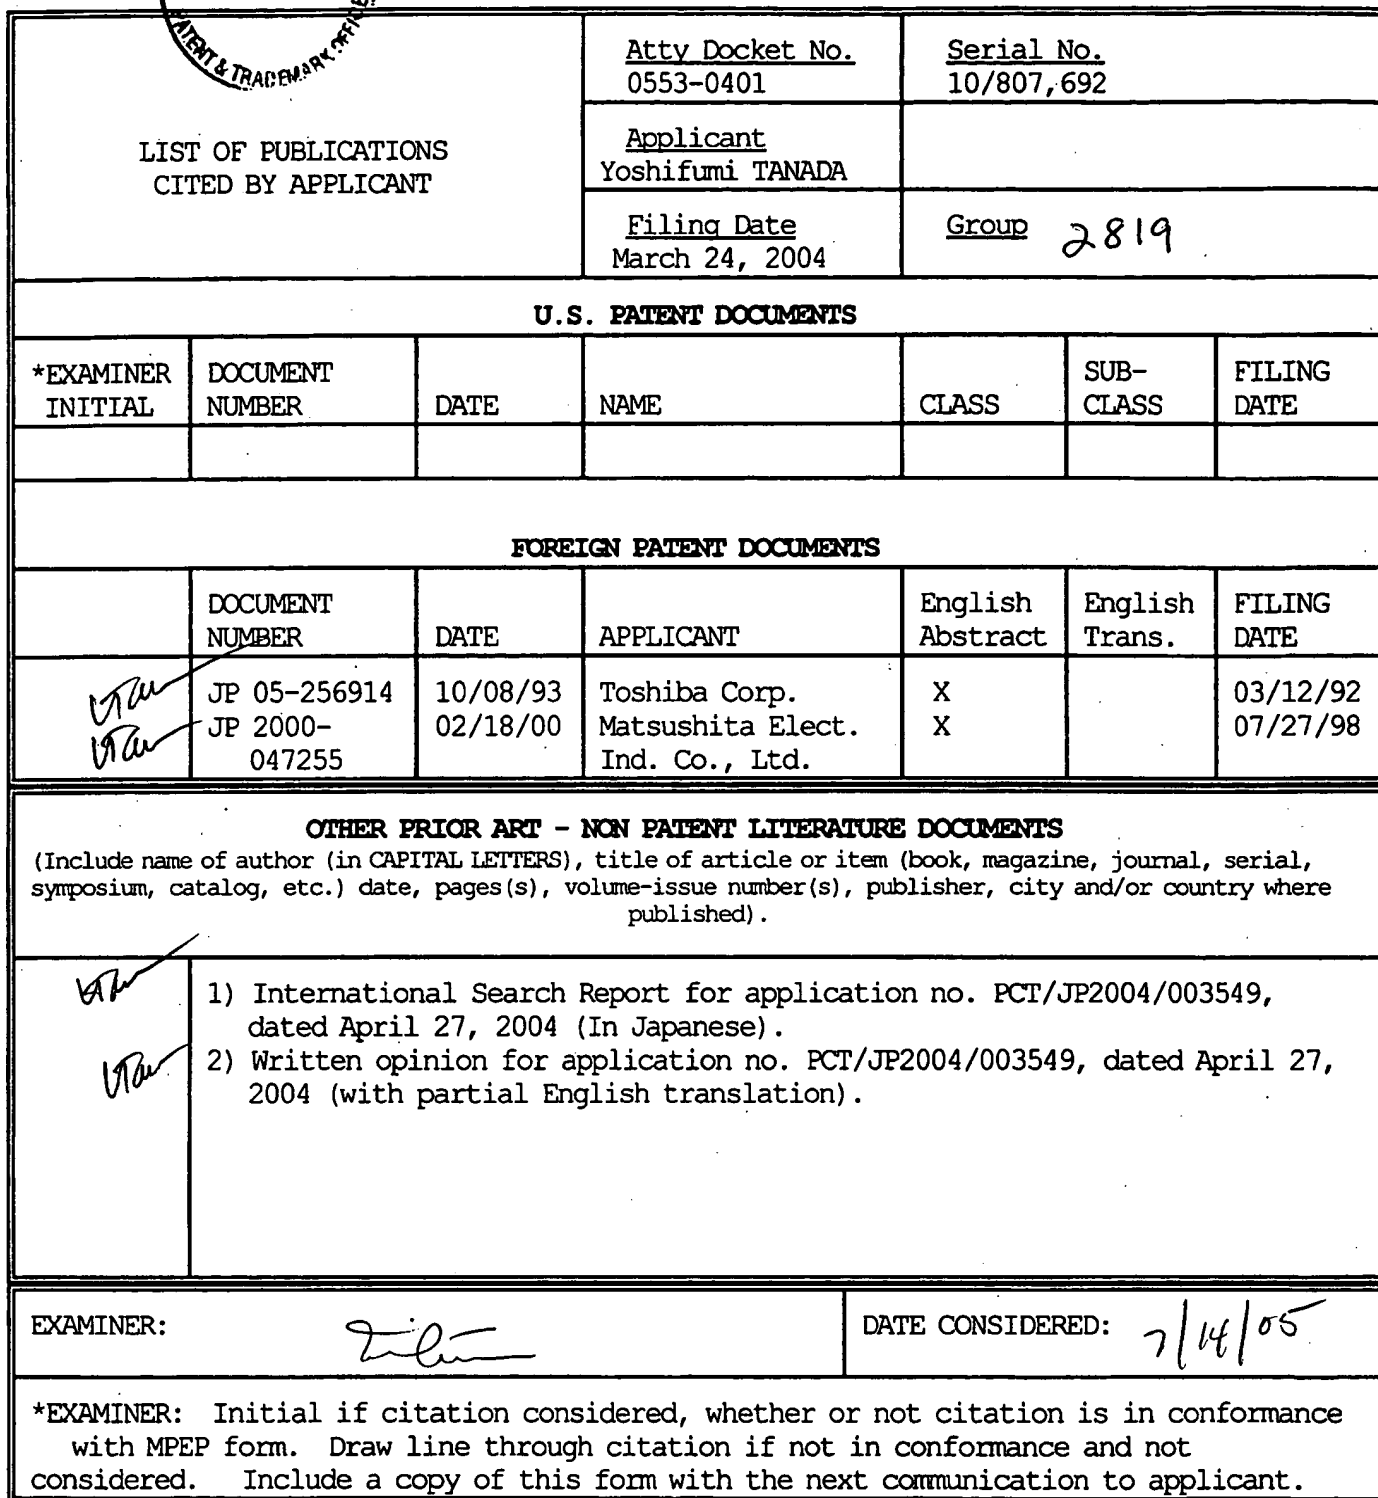 PATENT & TRADEMARK OFFICE
LIST OF PUBLICATIONS
CITED BY APPLICANT
Atty Docket No.
0553-0401
Serial No.
10/807,692
Applicant
Yoshifumi TANADA
Filing Date
March 24, 2004
Group 2819
U.S. PATENT DOCUMENTS
*EXAMINER INITIAL
DOCUMENT NUMBER
DATE
NAME
CLASS
SUB-CLASS
FILING DATE
FOREIGN PATENT DOCUMENTS
DOCUMENT NUMBER
DATE
APPLICANT
English Abstract
English Trans.
FILING DATE
JP 05-256914 10/08/93 Toshiba Corp. X 03/12/92
JP 2000- 02/18/00 Matsushita Elect. X 07/27/98
047255 Ind. Co., Ltd.
OTHER PRIOR ART - NON PATENT LITERATURE DOCUMENTS
(Include name of author (in CAPITAL LETTERS), title of article or item (book, magazine, journal, serial,
symposium, catalog, etc.) date, pages(s), volume-issue number(s), publisher, city and/or country where
published).
1) International Search Report for application no. PCT/JP2004/003549,
dated April 27, 2004 (In Japanese).
2) Written opinion for application no. PCT/JP2004/003549, dated April 27,
2004 (with partial English translation).
EXAMINER:
DATE CONSIDERED: 7/14/05
*EXAMINER: Initial if citation considered, whether or not citation is in conformance
with MPEP form. Draw line through citation if not in conformance and not
considered. Include a copy of this form with the next communication to applicant.